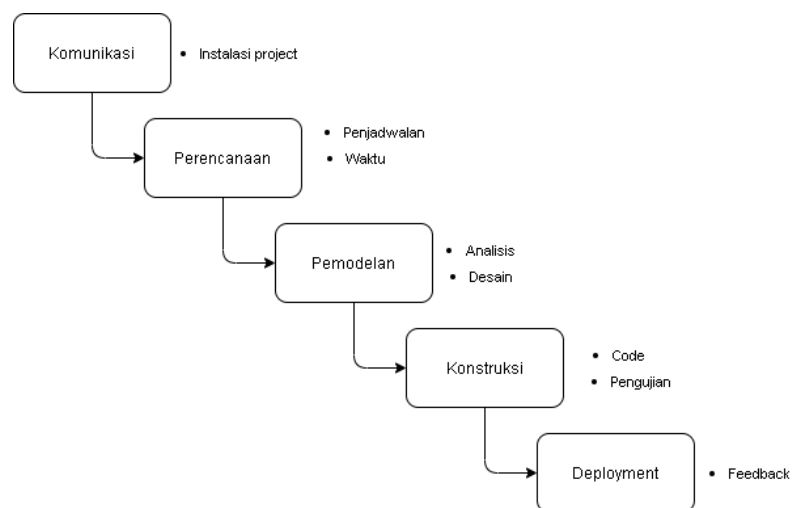 Komunikasi
Instalasi project
Perencanaan
Penjadwalan
Waktu
Pemodelan
Analisis
Desain
Konstruksi
Code
Pengujian
Deployment
Feedback